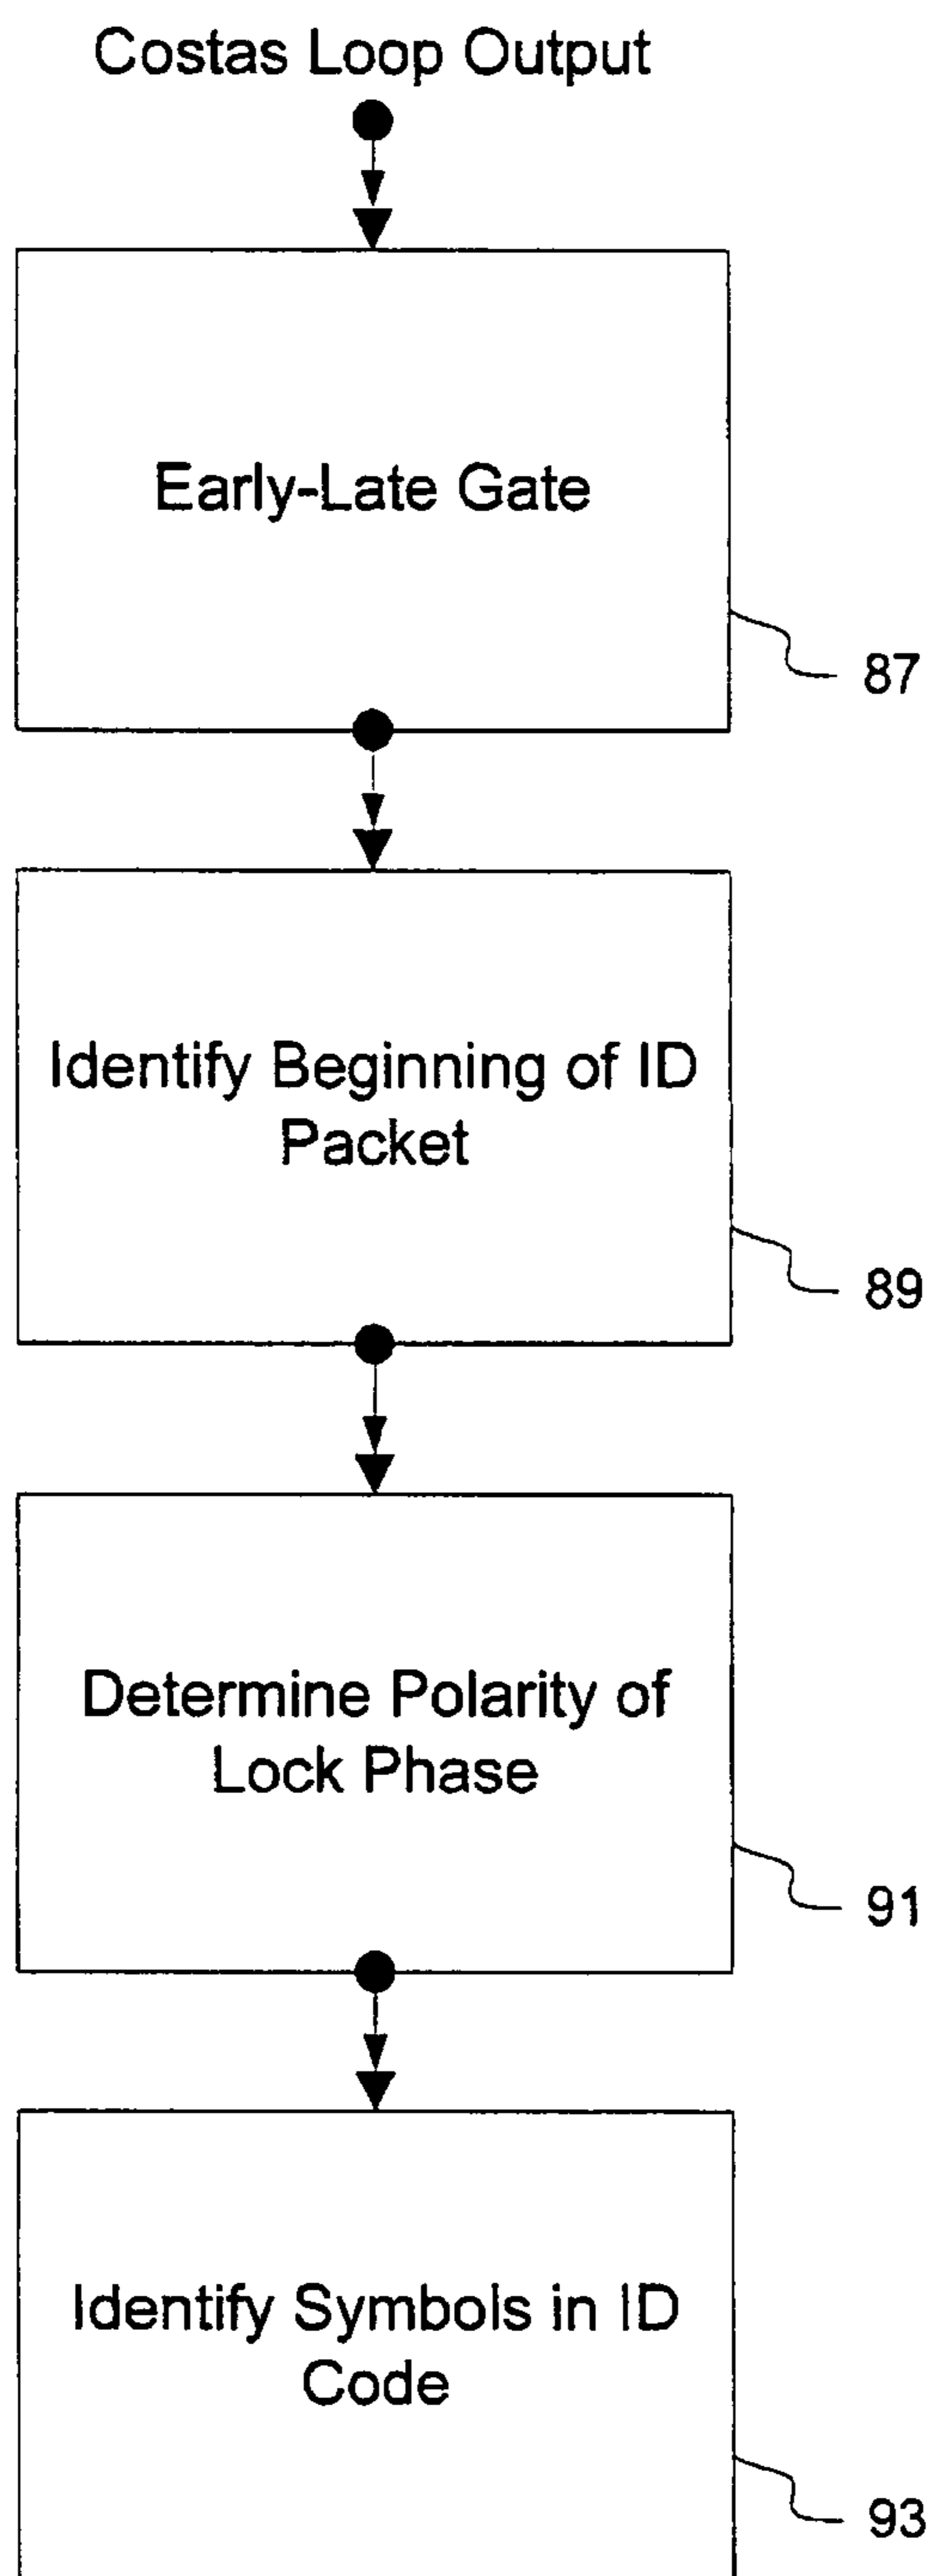 Costas Loop Output
Early-Late Gate
87
Identify Beginning of ID
Packet
89
Determine Polarity of
Lock Phase
91
Identify Symbols in ID
Code
93